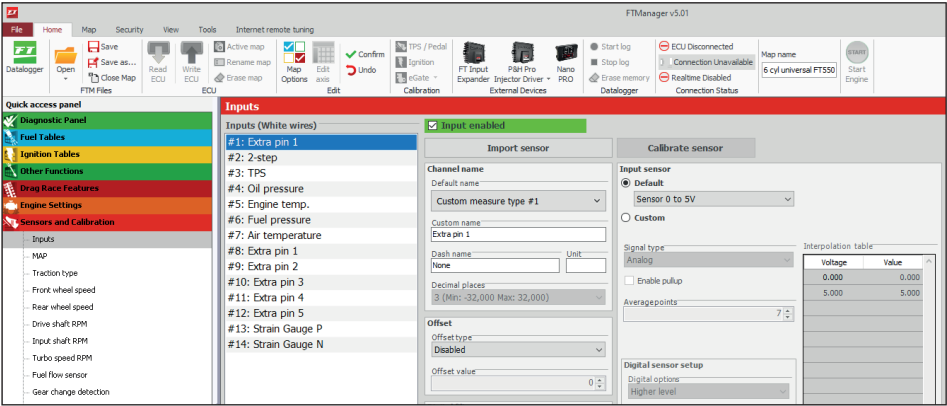 FTManager v5.01
File Home Map Security View Tools Internet remote tuning
FT
Datalogger
Open
Save
Save as...
Close Map
FTM Files
Read
ECU
Write
ECU
Active map
Rename map
Erase map
ECU
Map
Options
Edit
axis
Confirm
Undo
Edit
TPS / Pedal
Ignition
eGate
Calibration
FT Input
Expander
P&H Pro
Injector Driver
Nano
PRO
External Devices
Start log
Stop log
Erase memory
Datalogger
ECU Disconnected
Connection Unavailable
Realtime Disabled
Connection Status
Map name
6 cyl universal FT550
START
Start
Engine
Quick access panel
Diagnostic Panel
Fuel Tables
Ignition Tables
Other Functions
Drag Race Features
Engine Settings
Sensors and Calibration
Inputs
MAP
Traction type
Front wheel speed
Rear wheel speed
Drive shaft RPM
Input shaft RPM
Turbo speed RPM
Fuel flow sensor
Gear change detection
Inputs
Inputs (White wires)
#1: Extra pin 1
#2: 2-step
#3: TPS
#4: Oil pressure
#5: Engine temp.
#6: Fuel pressure
#7: Air temperature
#8: Extra pin 1
#9: Extra pin 2
#10: Extra pin 3
#11: Extra pin 4
#12: Extra pin 5
#13: Strain Gauge P
#14: Strain Gauge N
Input enabled
Import sensor
Calibrate sensor
Channel name
Default name
Custom measure type #1
Custom name
Extra pin 1
Dash name Unit
None
Decimal places
3 (Min: -32,000 Max: 32,000)
Offset
Offset type
Disabled
Offset value
0
Input sensor
Default
Sensor 0 to 5V
Custom
Signal type
Analog
Enable pullup
Average points
7
Digital sensor setup
Digital options
Higher level
Interpolation table
Voltage Value
0.000 0.000
5.000 5.000